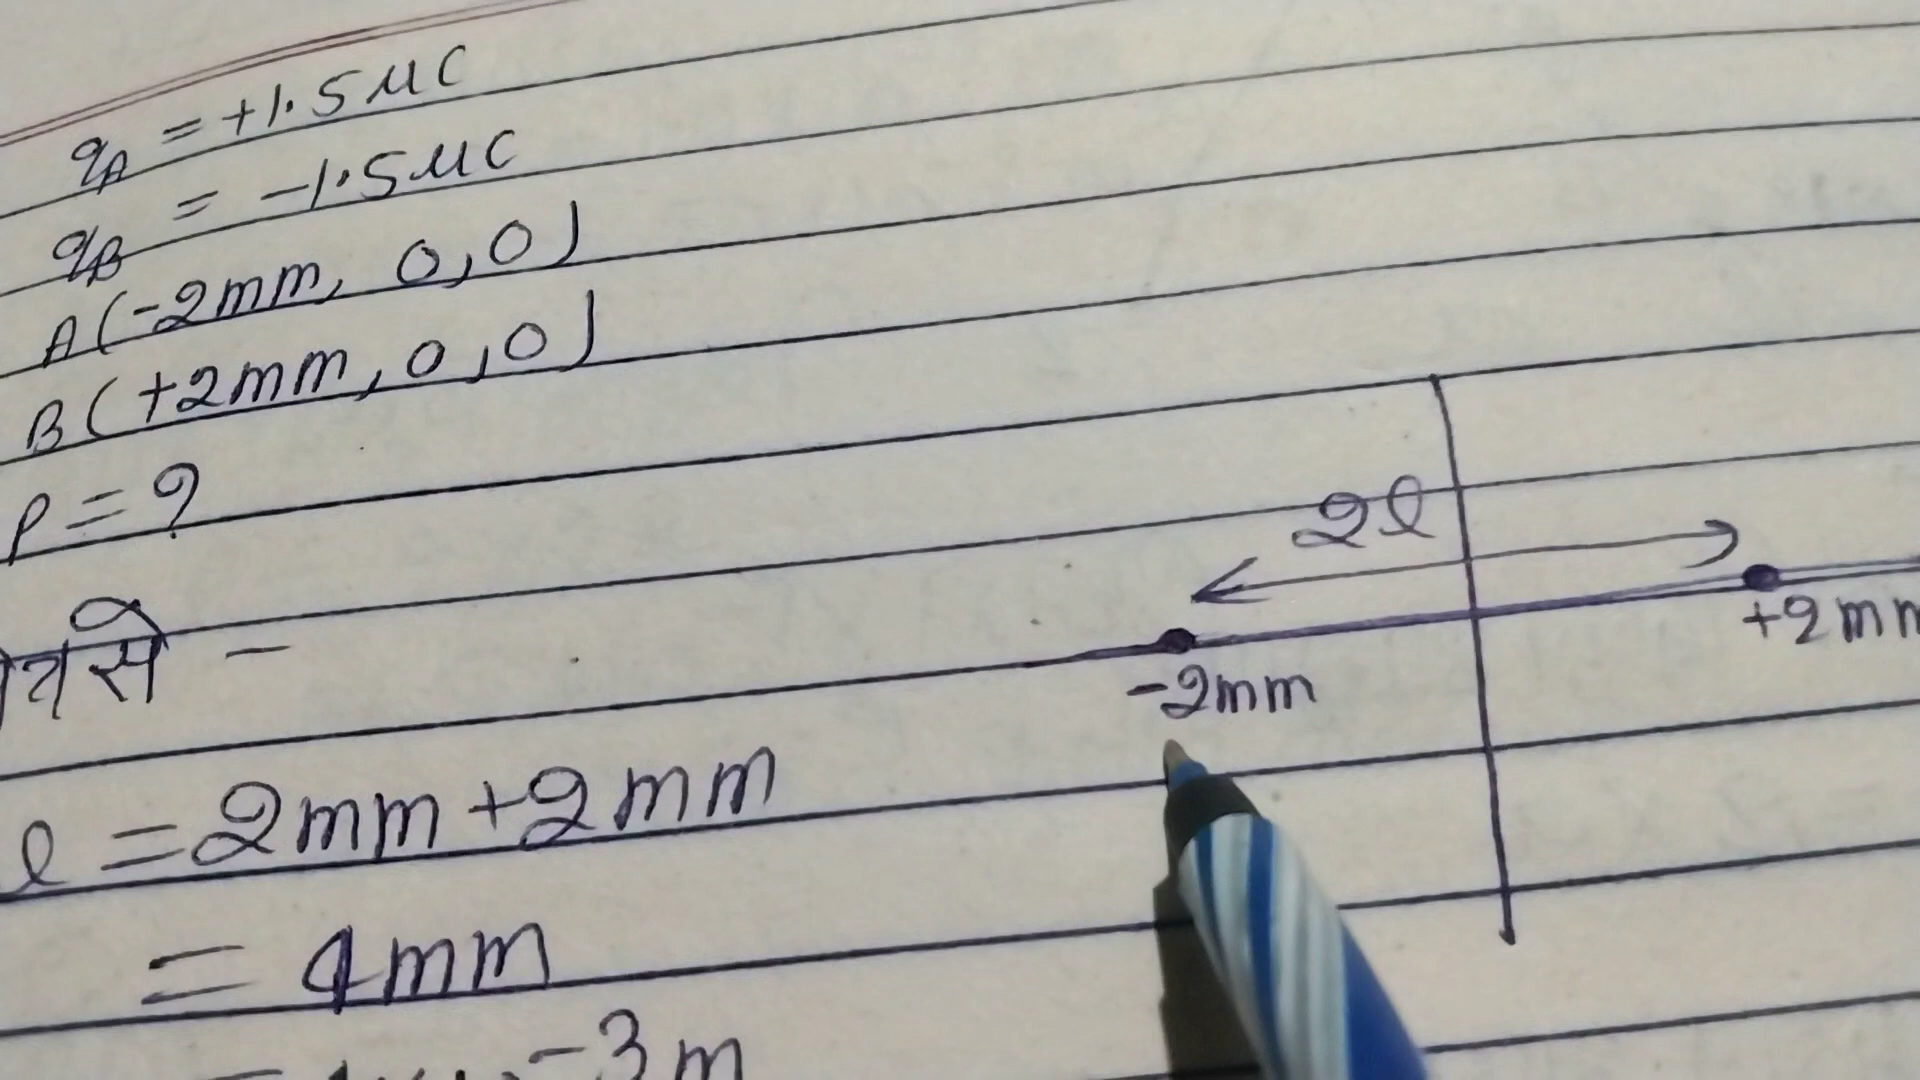 qA = +1.5 μC
qB = -1.5 μC
A(-2mm, 0,0)
B(+2mm, 0,0)
p = ?
2l
-2mm
+2mm
से -
l = 2mm + 2mm
= 4mm
-3 m